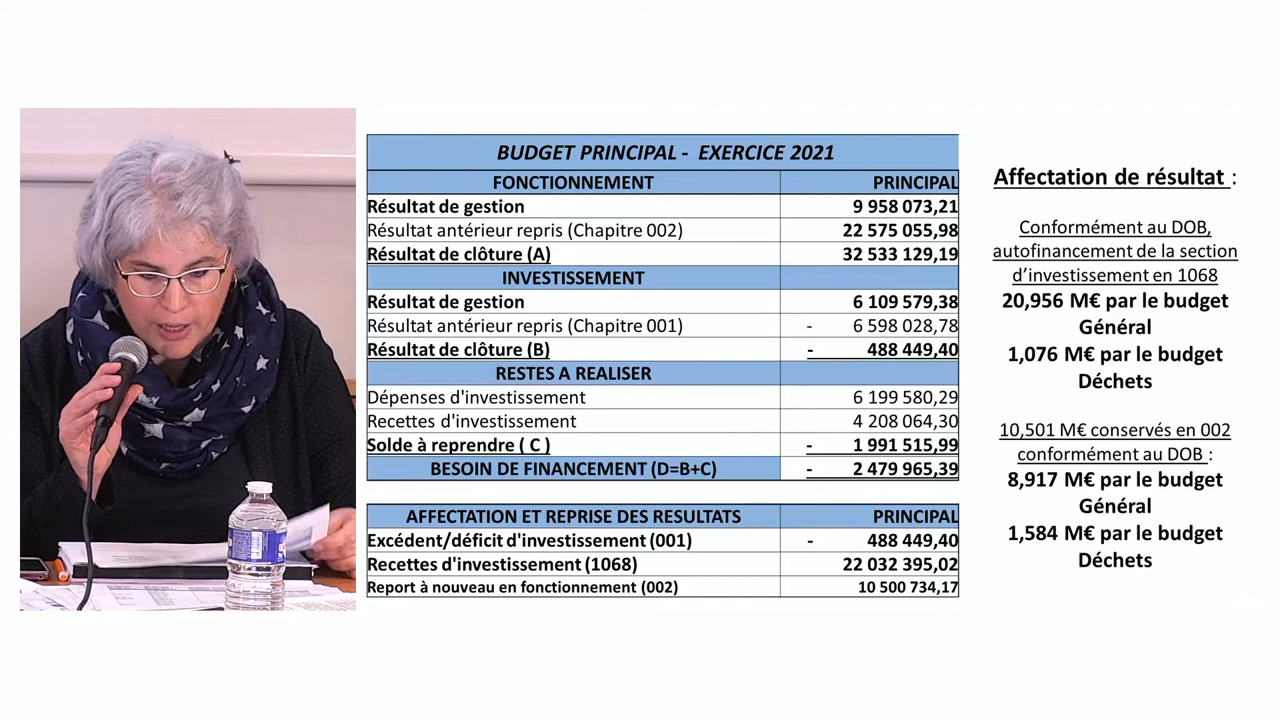 BUDGET PRINCIPAL - EXERCICE 2021
FONCTIONNEMENT PRINCIPAL
Résultat de gestion 9 958 073,21
Résultat antérieur repris (Chapitre 002) 22 575 055,98
Résultat de clôture (A) 32 533 129,19
INVESTISSEMENT
Résultat de gestion 6 109 579,38
Résultat antérieur repris (Chapitre 001) - 6 598 028,78
Résultat de clôture (B) - 488 449,40
RESTES A REALISER
Dépenses d'investissement 6 199 580,29
Recettes d'investissement 4 208 064,30
Solde à reprendre ( C ) - 1 991 515,99
BESOIN DE FINANCEMENT (D=B+C) - 2 479 965,39
AFFECTATION ET REPRISE DES RESULTATS PRINCIPAL
Excédent/déficit d'investissement (001) - 488 449,40
Recettes d'investissement (1068) 22 032 395,02
Report à nouveau en fonctionnement (002) 10 500 734,17
Affectation de résultat :
Conformément au DOB,
autofinancement de la section
d’investissement en 1068
20,956 M€ par le budget
Général
1,076 M€ par le budget
Déchets
10,501 M€ conservés en 002
conformément au DOB :
8,917 M€ par le budget
Général
1,584 M€ par le budget
Déchets